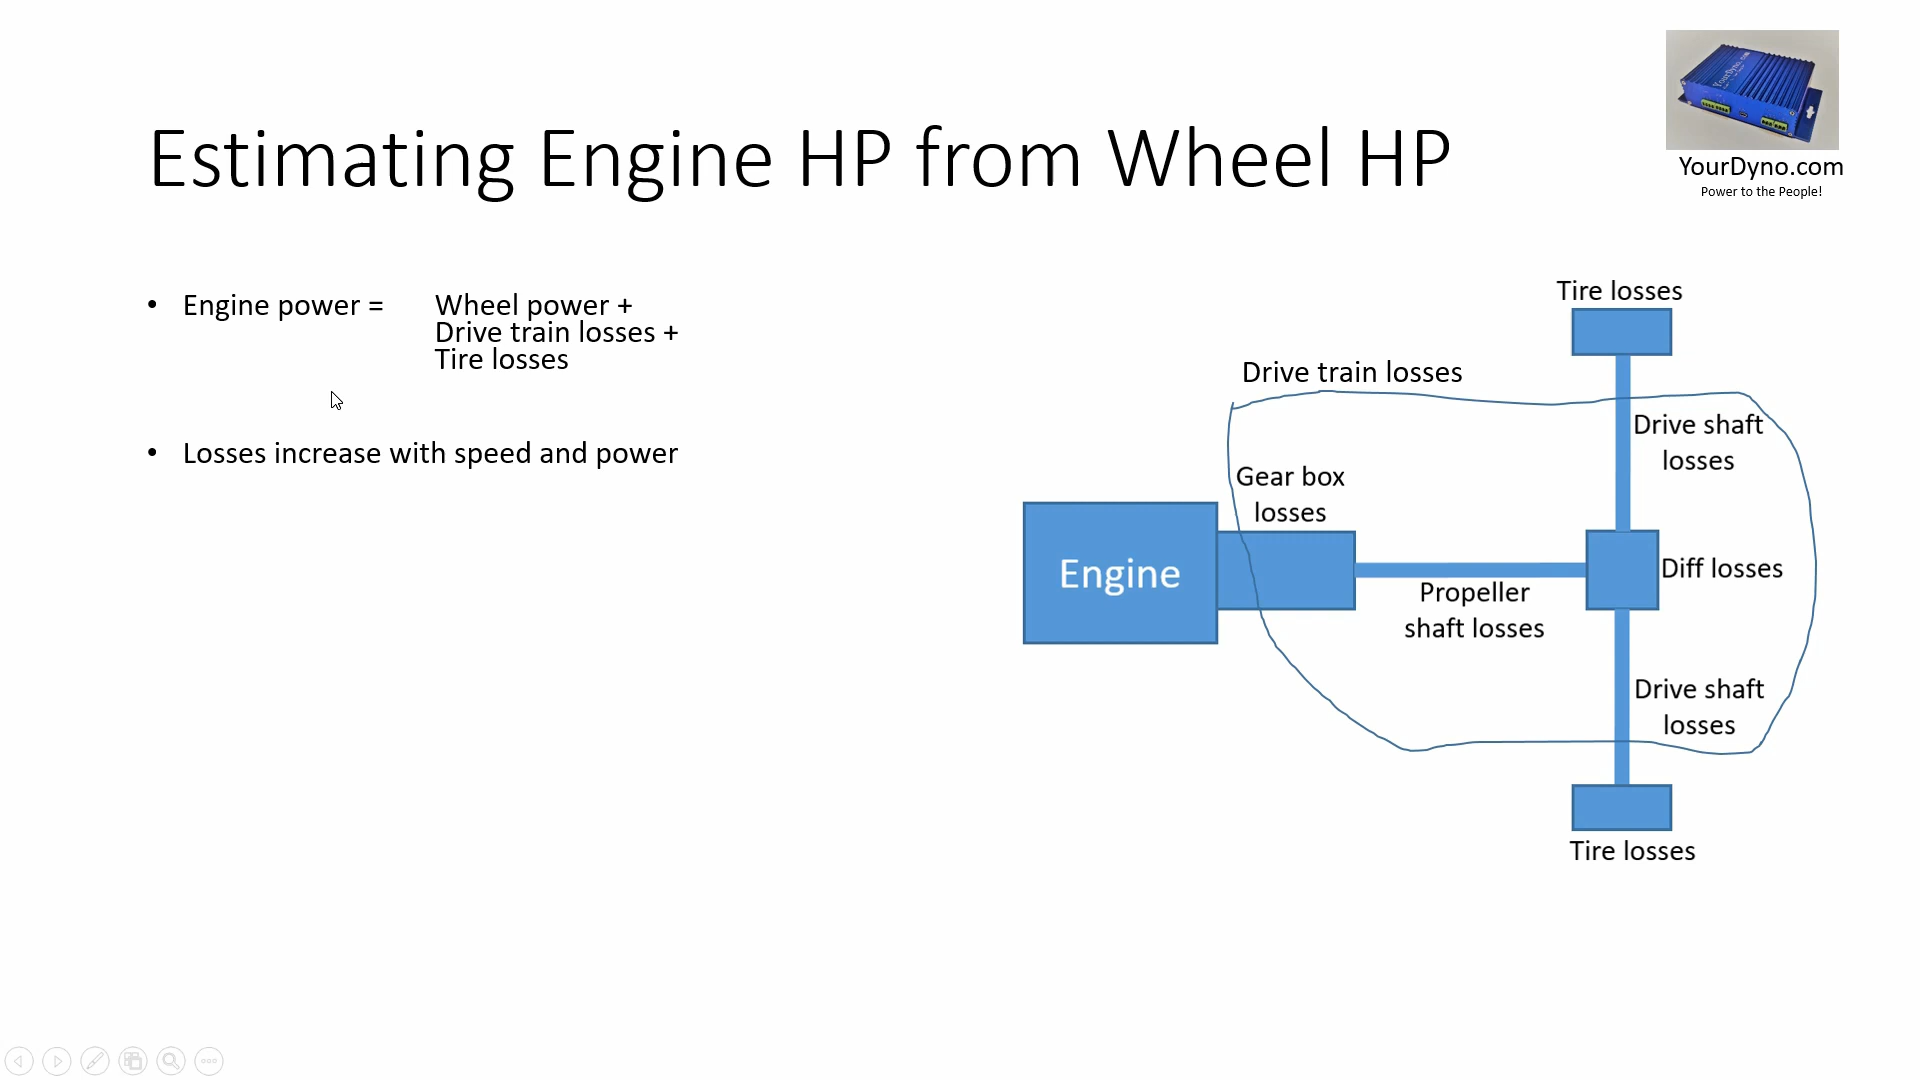 Estimating Engine HP from Wheel HP
YourDyno.com
Power to the People!
• Engine power = Wheel power +
Drive train losses +
Tire losses
• Losses increase with speed and power
Tire losses
Drive train losses
Drive shaft
losses
Gear box
losses
Engine
Diff losses
Propeller
shaft losses
Drive shaft
losses
Tire losses